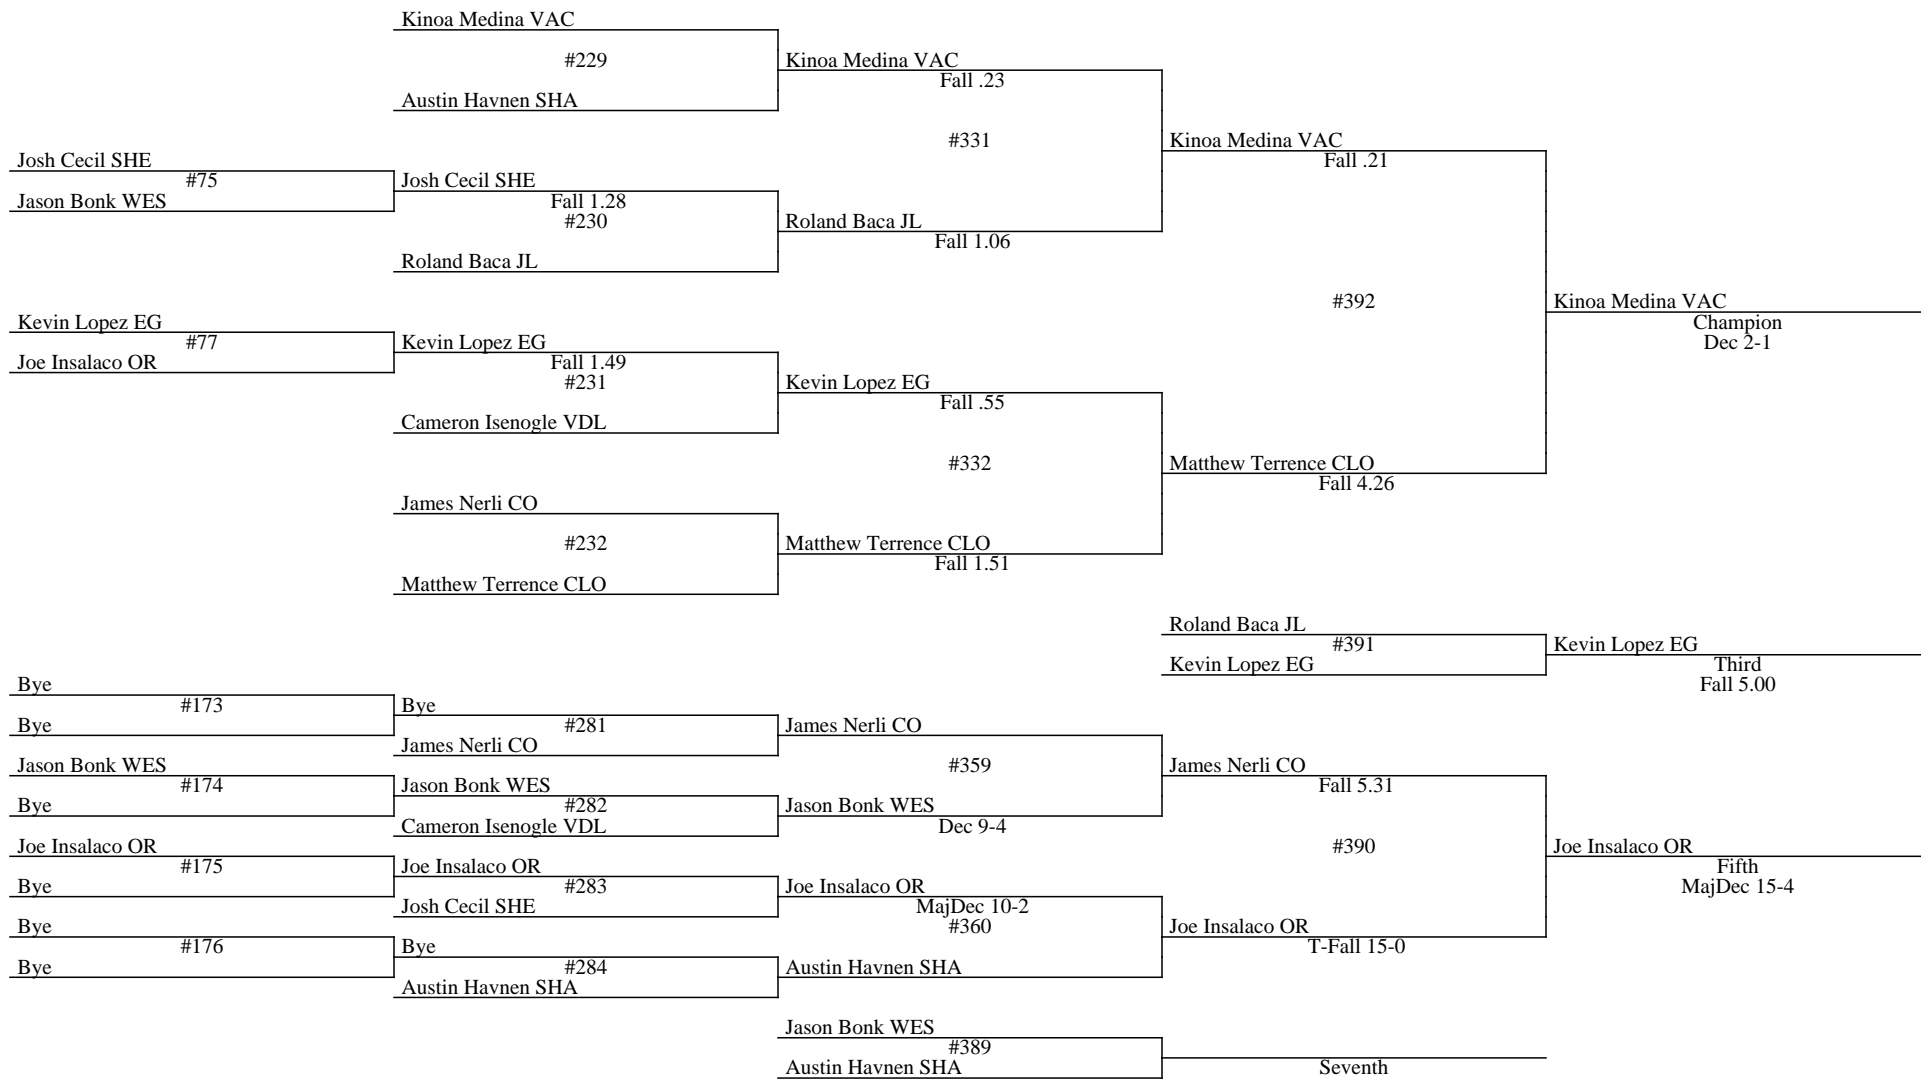 Kinoa Medina VAC
#229
Kinoa Medina VAC
Fall .23
Austin Havnen SHA
#331
Kinoa Medina VAC
Fall .21
Josh Cecil SHE
#75
Josh Cecil SHE
Jason Bonk WES
Fall 1.28
#230
Roland Baca JL
Fall 1.06
Roland Baca JL
#392
Kinoa Medina VAC
Champion
Dec 2-1
Kevin Lopez EG
#77
Kevin Lopez EG
Joe Insalaco OR
Fall 1.49
#231
Kevin Lopez EG
Fall .55
Cameron Isenogle VDL
#332
Matthew Terrence CLO
Fall 4.26
James Nerli CO
#232
Matthew Terrence CLO
Fall 1.51
Matthew Terrence CLO
Roland Baca JL
#391
Kevin Lopez EG
Kevin Lopez EG
Third
Fall 5.00
Bye
#173
Bye
Bye
#281
James Nerli CO
James Nerli CO
Jason Bonk WES
#174
Jason Bonk WES
#359
James Nerli CO
Fall 5.31
Bye
#282
Jason Bonk WES
Cameron Isenogle VDL
Dec 9-4
Joe Insalaco OR
#175
Joe Insalaco OR
#390
Joe Insalaco OR
Fifth
MajDec 15-4
Bye
#283
Joe Insalaco OR
Josh Cecil SHE
MajDec 10-2
#360
Joe Insalaco OR
T-Fall 15-0
Bye
#176
Bye
Bye
#284
Austin Havnen SHA
Austin Havnen SHA
Jason Bonk WES
#389
Austin Havnen SHA
Seventh